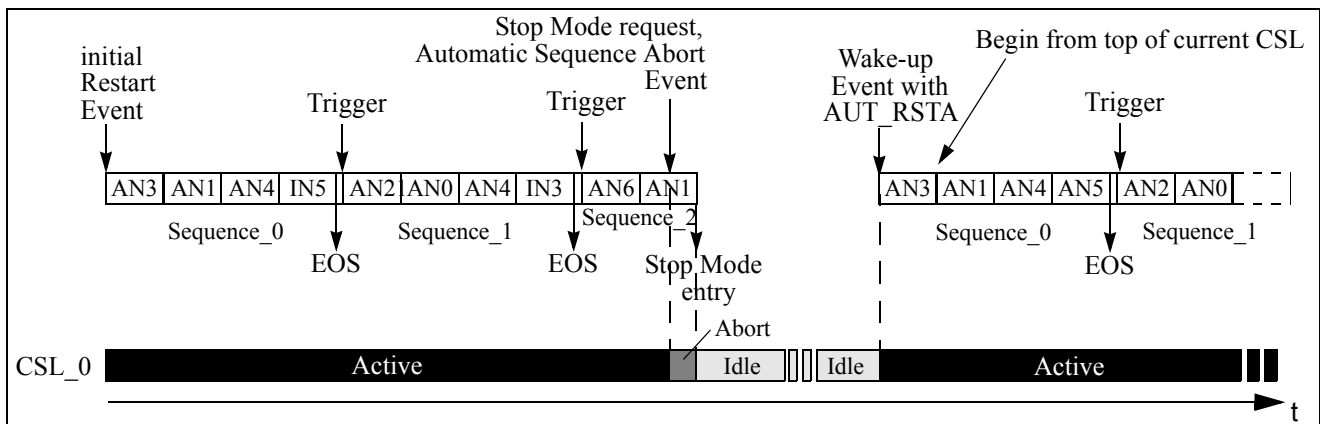 initial
Restart
Event
Trigger
Stop Mode request,
Automatic Sequence Abort
Event
Trigger
Wake-up
Event with
AUT_RSTA
Begin from top of current CSL
Trigger
AN3 AN1 AN4 IN5 AN21 AN0 AN4 IN3 AN6 AN1
AN3 AN1 AN4 AN5 AN2 AN0
Sequence_0
Sequence_1
Sequence_2
Sequence_0
Sequence_1
EOS
EOS
Stop Mode
entry
EOS
Abort
CSL_0
Active
Idle
Idle
Active
t